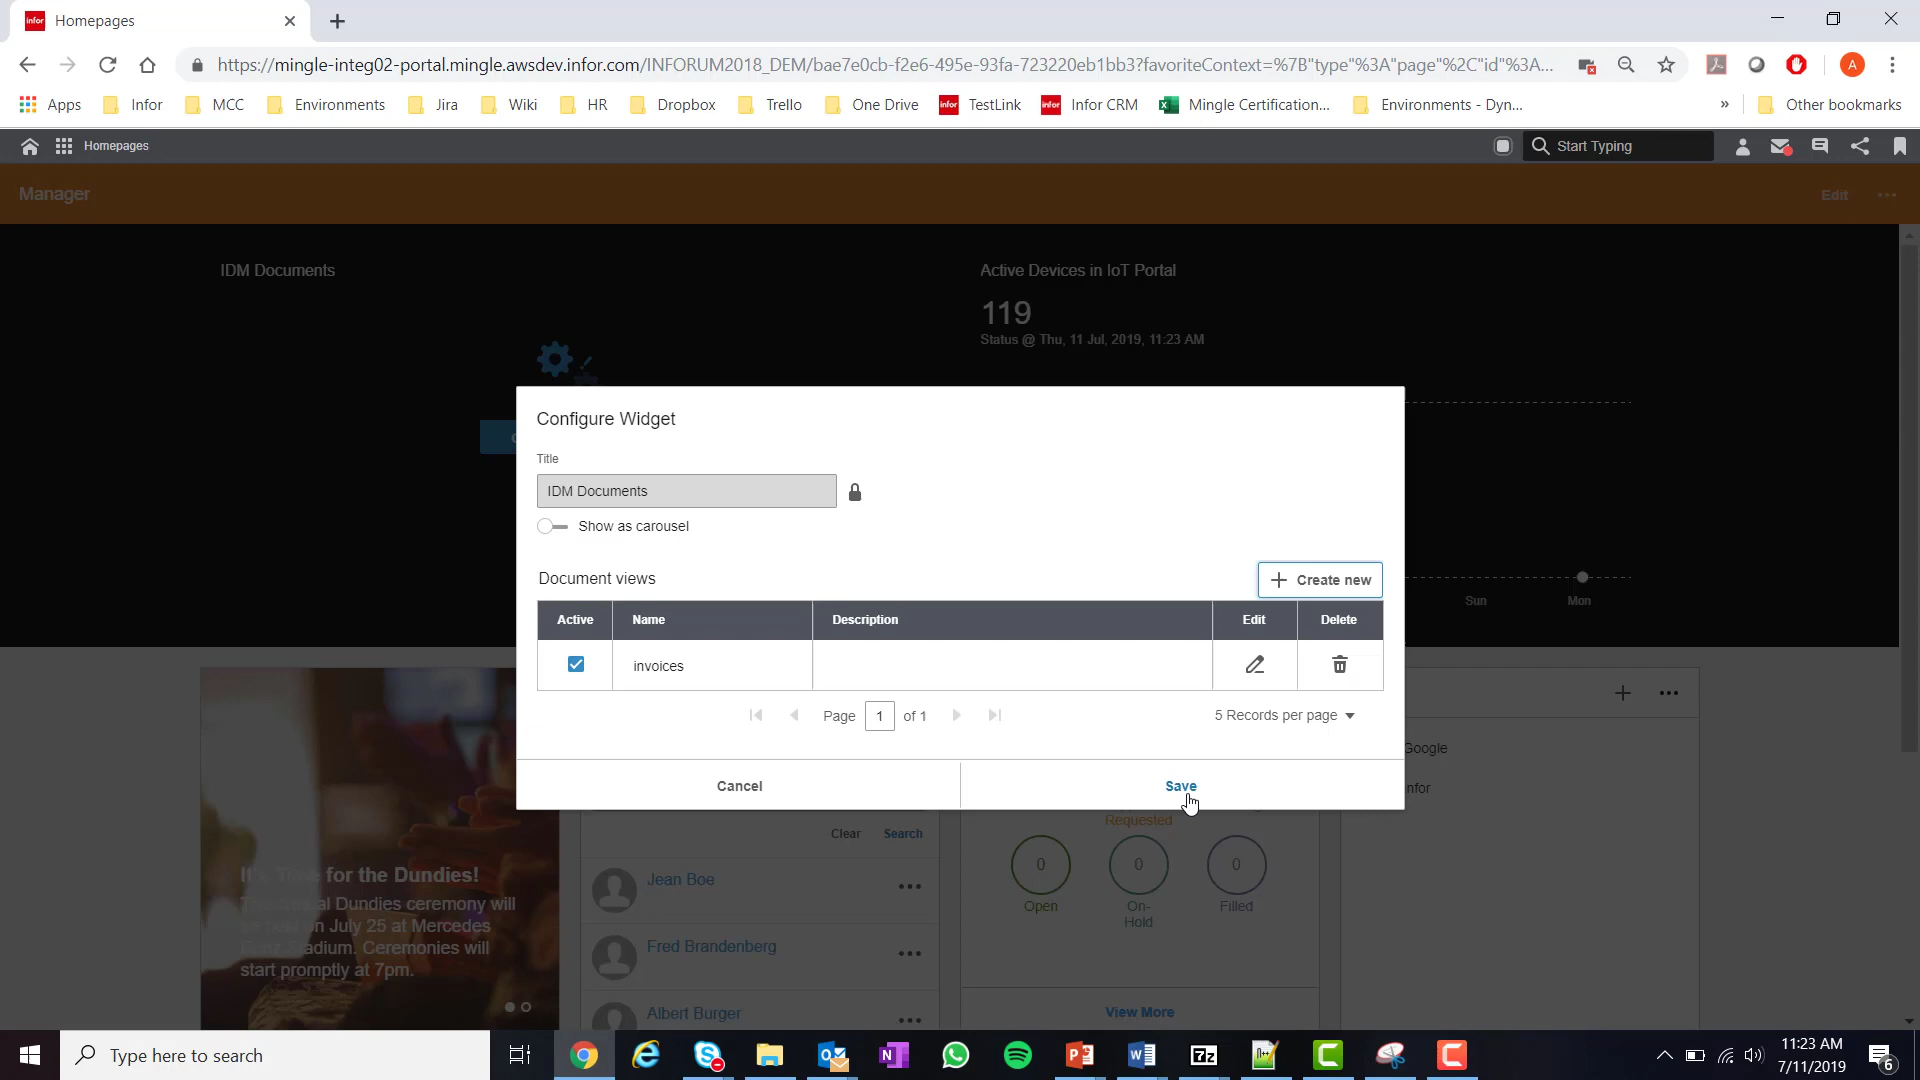 Homepages
https://mingle-integ02-portal.mingle.awsdev.infor.com/INFORUM2018_DEM/bae7e0cb-f2e6-495e-93fa-723220eb1bb3?favoriteContext=%7B"type"%3A"page"%2C"id"%3A...
A
Apps
Infor
MCC
Environments
Jira
Wiki
HR
Dropbox
Trello
One Drive
infor
TestLink
infor
Infor CRM
Mingle Certification...
Environments - Dyn...
»
Other bookmarks
Homepages
Start Typing
Manager
Edit
IDM Documents
Active Devices in IoT Portal
119
Status @ Thu, 11 Jul, 2019, 11:23 AM
Sun
Mon
Configure Widget
Title
IDM Documents
Show as carousel
Document views
Create new
Active
Name
Description
Edit
Delete
invoices
Page 1 of 1
5 Records per page
Cancel
Save
Google
nfor
Requested
Clear
Search
0
0
0
Open
On-
Hold
Filled
View More
Jean Boe
Fred Brandenberg
Albert Burger
It's Time for the Dundies!
annual Dundies ceremony will
on July 25 at Mercedes
Stadium. Ceremonies will
start promptly at 7pm.
Type here to search
7z
11:23 AM
7/11/2019
6